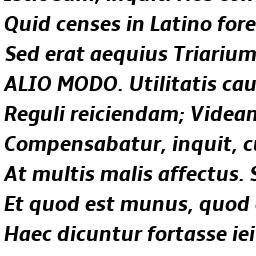 Quid censes in Latino fore
Sed erat aequius Triarium
ALIO MODO. Utilitatis cau
Reguli reiciendam; Videan
Compensabatur, inquit, cu
At multis malis affectus. S
Et quod est munus, quod
Haec dicuntur fortasse iei